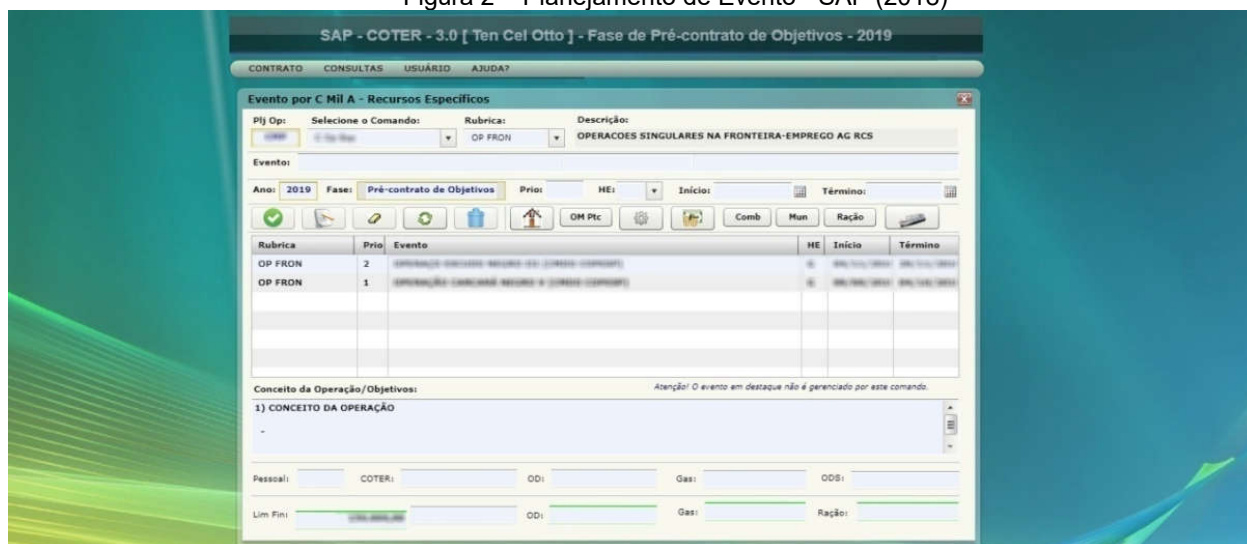 Figura 2 – Planejamento de Evento - SAP (2018)
SAP - COTER - 3.0 [ Ten Cel Otto ] - Fase de Pré-contrato de Objetivos - 2019
CONTRATO CONSULTAS USUÁRIO AJUDA?
Evento por C Mil A - Recursos Específicos
Plj Op: Selecione o Comando: Rubrica: Descrição:
OP FRON OPERACOES SINGULARES NA FRONTEIRA-EMPREGO AG RCS
Evento:
Ano: 2019 Fase: Pré-contrato de Objetivos Prio: HE: Início: Término:
OM Ptc Comb Mun Ração
Rubrica Prio Evento HE Início Término
OP FRON 2
OP FRON 1
Conceito da Operação/Objetivos: Atenção! O evento em destaque não é gerenciado por este comando.
1) CONCEITO DA OPERAÇÃO
-
Pessoal: COTER: OD: Gas: ODS:
Lim Fin: OD: Gas: Ração: